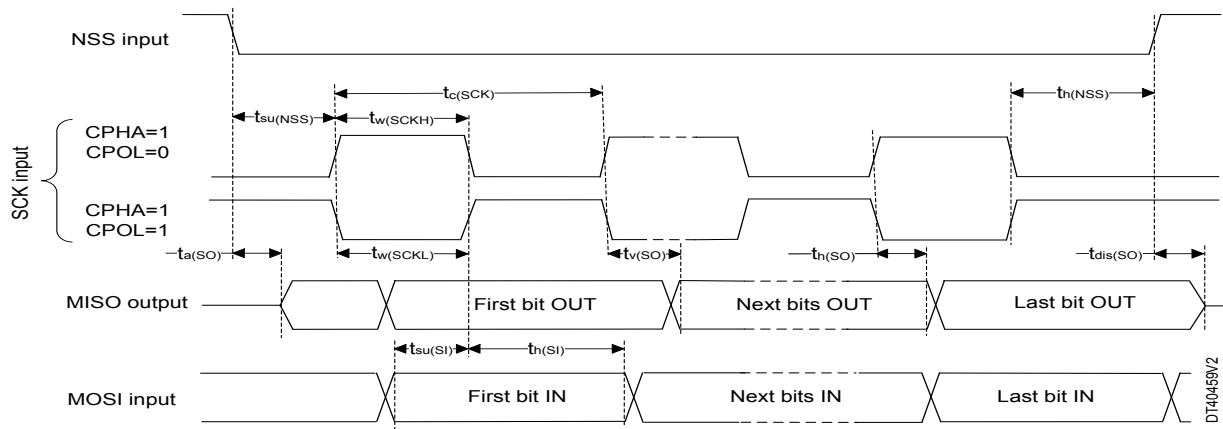 NSS input
tc(SCK)
th(NSS)
tsu(NSS)
tw(SCKH)
CPHA=1
CPOL=0
SCK input
CPHA=1
CPOL=1
ta(SO)
tw(SCKL)
tv(SO)
th(SO)
tdis(SO)
MISO output
First bit OUT
Next bits OUT
Last bit OUT
tsu(SI)
th(SI)
MOSI input
First bit IN
Next bits IN
Last bit IN
DT40459V2